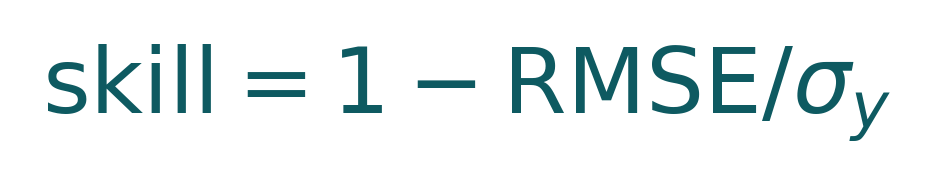 skill = 1 − RMSE/σ_y